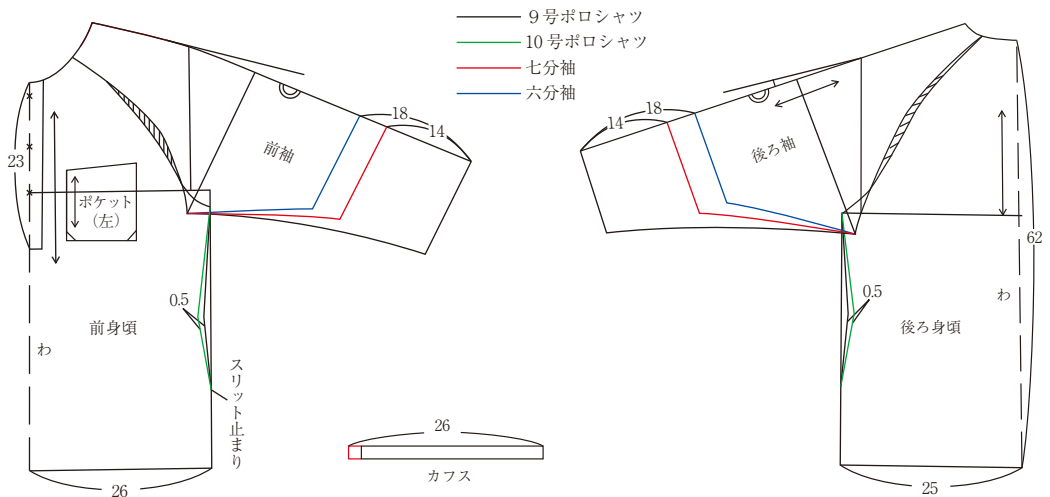 9号ポロシャツ
10号ポロシャツ
七分袖
六分袖
18
14
前袖
23
ポケット
(左)
0.5
前身頃
わ
スリット止まり
26
26
カフス
18
14
後ろ袖
62
0.5
わ
後ろ身頃
25